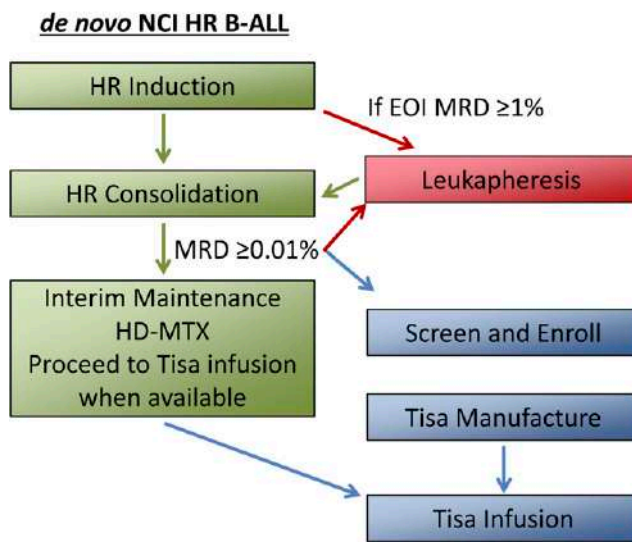 de novo NCI HR B-ALL
HR Induction
If EOI MRD ≥1%
Leukapheresis
HR Consolidation
MRD ≥0.01%
Interim Maintenance
HD-MTX
Proceed to Tisa infusion
when available
Screen and Enroll
Tisa Manufacture
Tisa Infusion